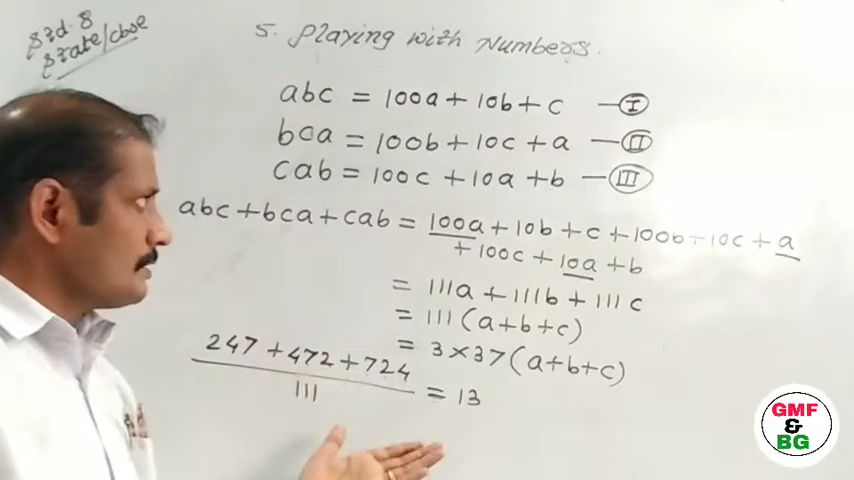 Std. 8
State/cbse
5. Playing with Numbers.
abc = 100a + 10b + c — I
bca = 100b + 10c + a — II
cab = 100c + 10a + b — III
abc + bca + cab = 100a + 10b + c + 100b + 10c + a
+ 100c + 10a + b
= 111a + 111b + 111c
= 111 (a+b+c)
= 3 × 37 (a+b+c)
247 + 472 + 724
111
= 13
GMF
&
BG